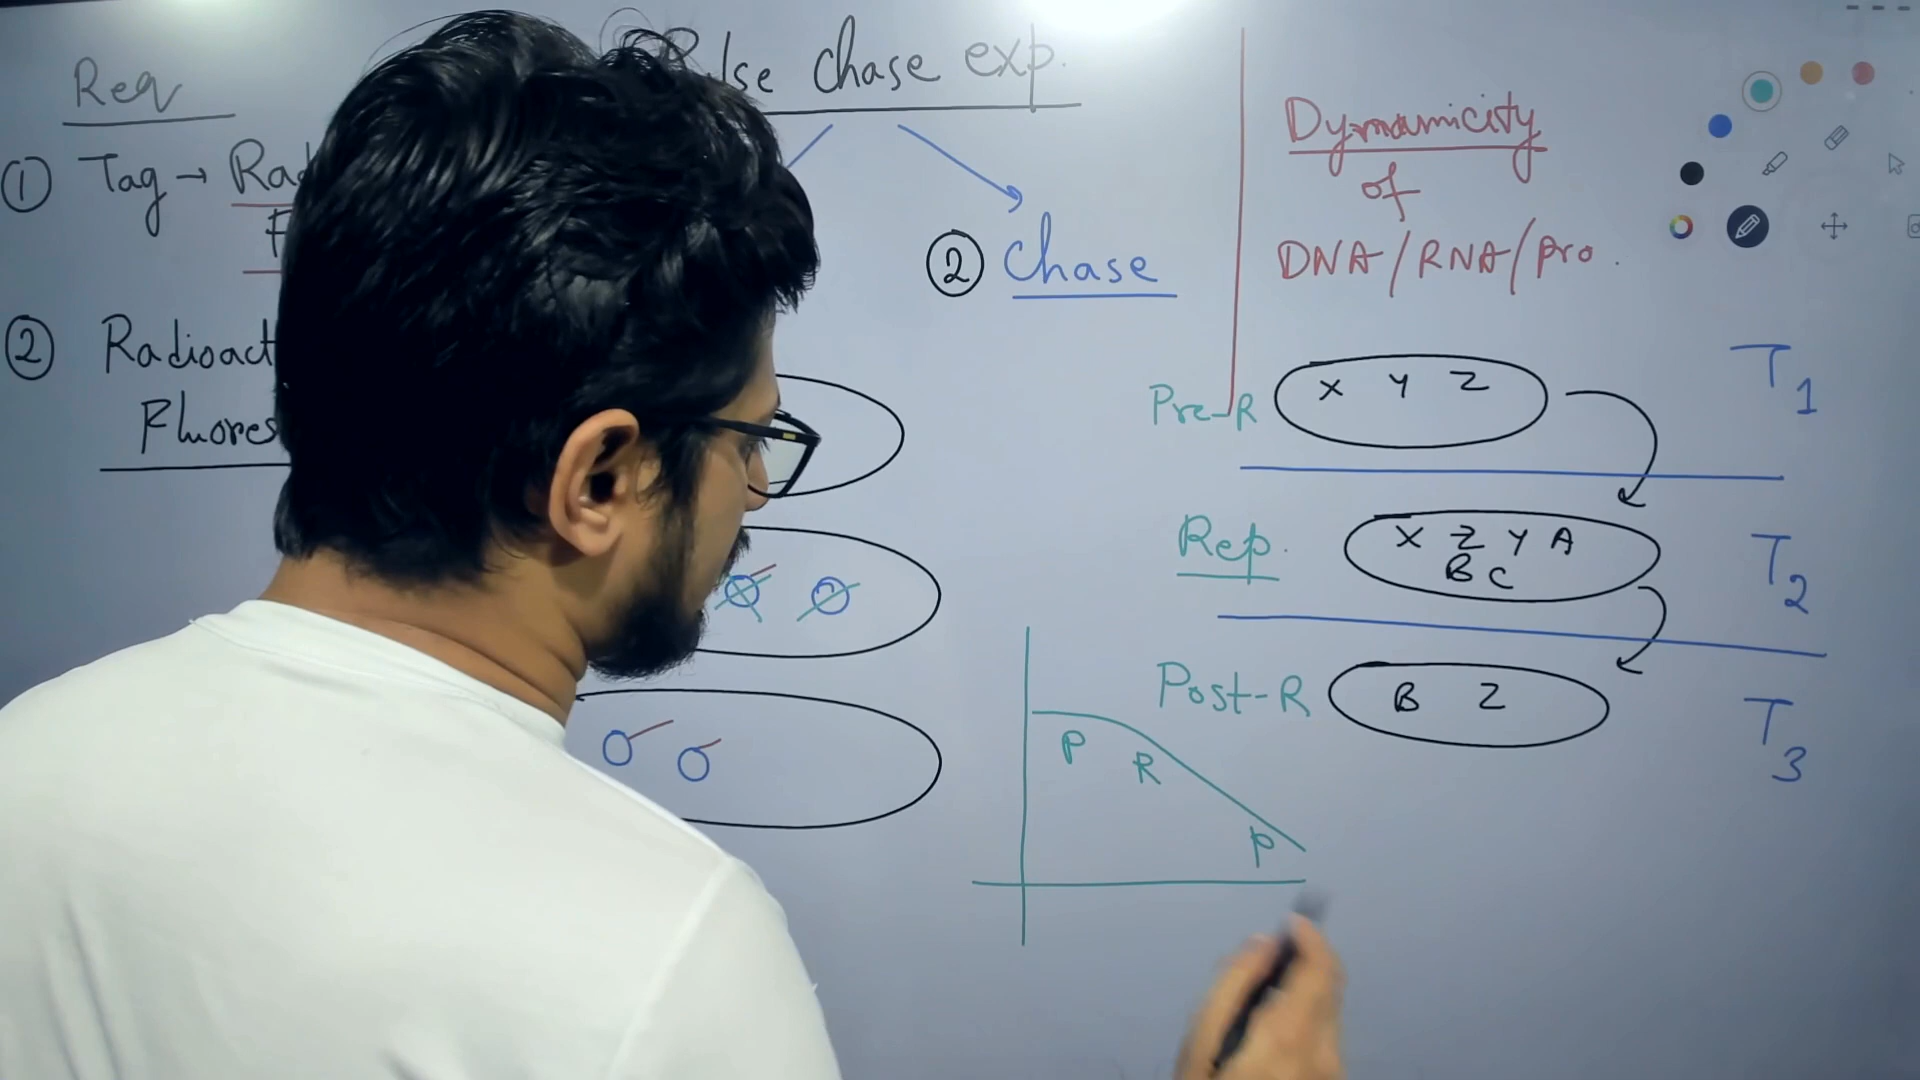 Req
① Tag → Rad
F
② Radioact
Fluores
Pulse chase exp.
② Chase
Dynamicity
of
DNA/RNA/pro.
Pre-R
X Y Z
T1
Rep.
X Z Y A
B C
T2
Post-R
B Z
T3
P
R
P